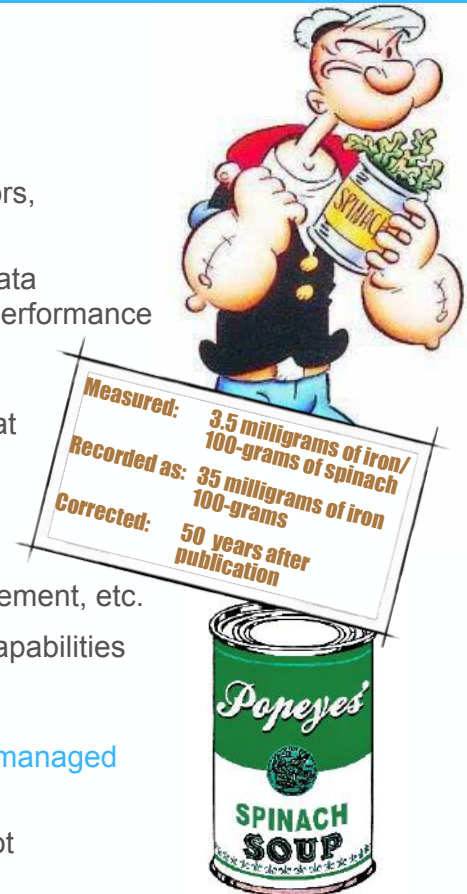 ors,
SPINACH
ata
performance
at
Measured: 3.5 milligrams of iron/
100-grams of spinach
Recorded as: 35 milligrams of iron
100-grams
Corrected: 50 years after
publication
ement, etc.
apabilities
Popeyes'
managed
SPINACH
SOUP
ot